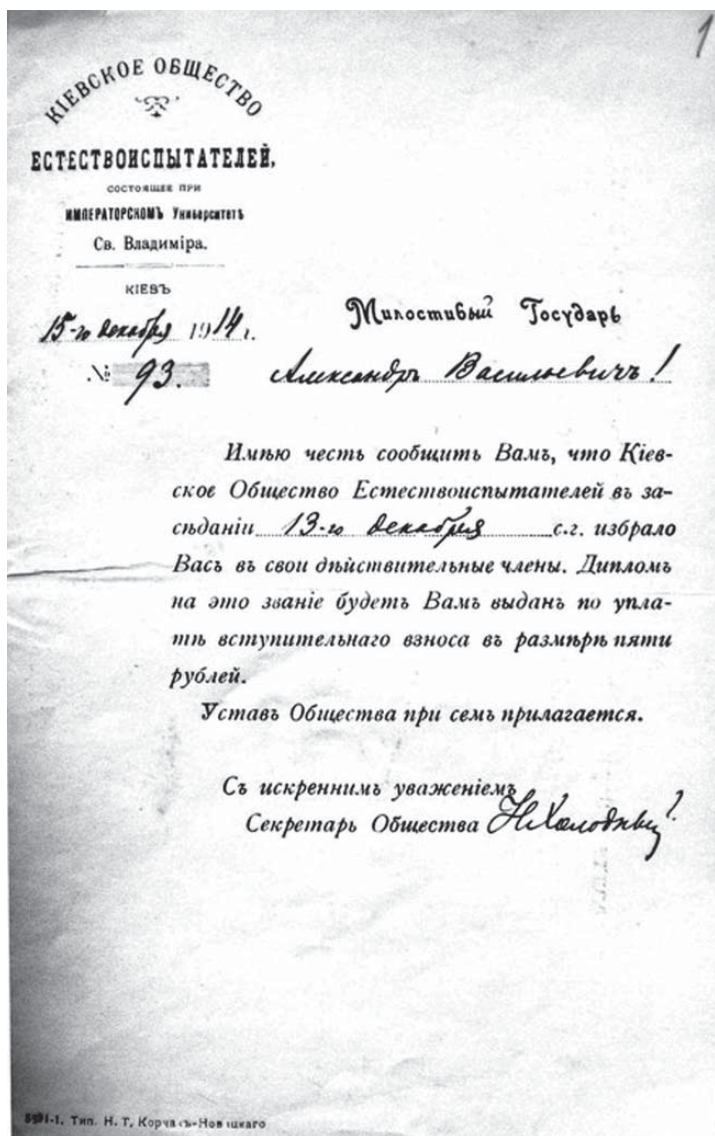 1
КІЕВСКОЕ ОБЩЕСТВО
ЕСТЕСТВОИСПЫТАТЕЛЕЙ,
СОСТОЯЩЕЕ ПРИ
ИМПЕРАТОРСКОМЪ Университетѣ
Св. Владиміра.
КІЕВЪ
15-го декабря 1914 г.
№ 93.
Милостивый Государь
Александръ Васильевичъ!
Имѣю честь сообщить Вамъ, что Кіев-
ское Общество Естествоиспытателей въ за-
сѣданіи 13-го декабря с.г. избрало
Васъ въ свои дѣйствительные члены. Дипломъ
на это званіе будетъ Вамъ выданъ по упла-
тѣ вступительнаго взноса въ размѣрѣ пяти
рублей.
Уставъ Общества при семъ прилагается.
Съ искреннимъ уваженіемъ
Секретарь Общества Н. Холодный
Тип. Н. Т. Корчакъ-Новицкаго